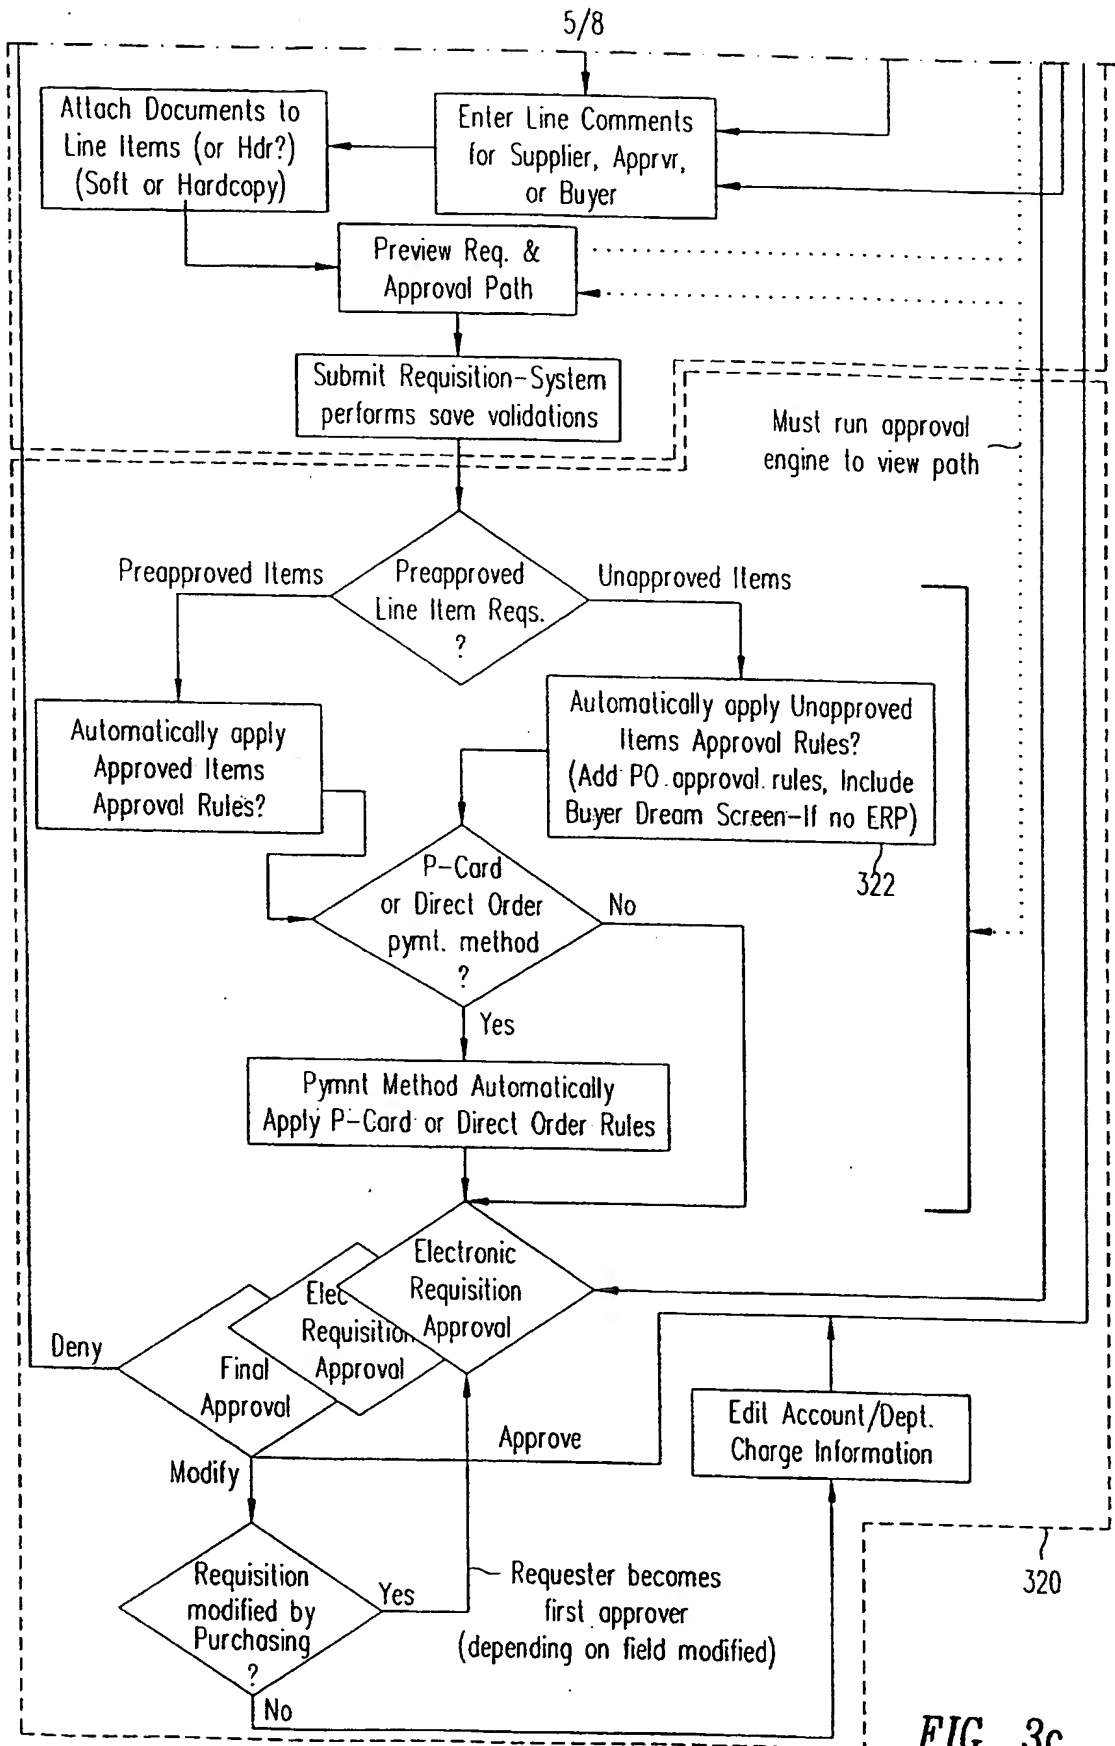 5/8
Attach Documents to
Line Items (or Hdr?)
(Soft or Hardcopy)
Enter Line Comments
for Supplier, Apprvr,
or Buyer
Preview Req. &
Approval Path
Submit Requisition-System
performs save validations
Must run approval
engine to view path
Preapproved Items
Preapproved
Line Item Reqs.
?
Unapproved Items
Automatically apply
Approved Items
Approval Rules?
Automatically apply Unapproved
Items Approval Rules?
(Add PO approval rules, Include
Buyer Dream Screen-If no ERP)
322
P-Card
or Direct Order
pymt. method
?
No
Yes
Pymnt Method Automatically
Apply P-Card or Direct Order Rules
Electronic
Requisition
Approval
Elec
Requisition
Approval
Final
Approval
Deny
Approve
Modify
Edit Account/Dept.
Charge Information
Requisition
modified by
Purchasing
?
Yes
Requester becomes
first approver
(depending on field modified)
No
320
FIG. 3c